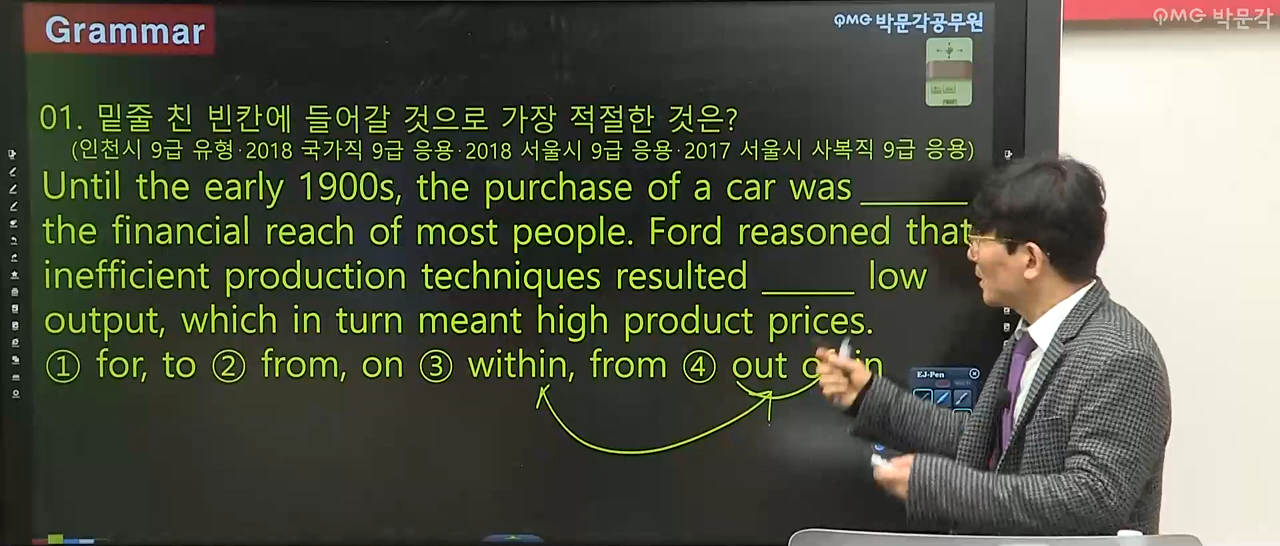 Grammar
QMG 박문각공무원
QMG 박문각
01. 밑줄 친 빈칸에 들어갈 것으로 가장 적절한 것은?
(인천시 9급 유형·2018 국가직 9급 응용·2018 서울시 9급 응용·2017 서울시 사복직 9급 응용)
Until the early 1900s, the purchase of a car was ______
the financial reach of most people. Ford reasoned that
inefficient production techniques resulted _____ low
output, which in turn meant high product prices.
① for, to ② from, on ③ within, from ④ out
EJ-Pen